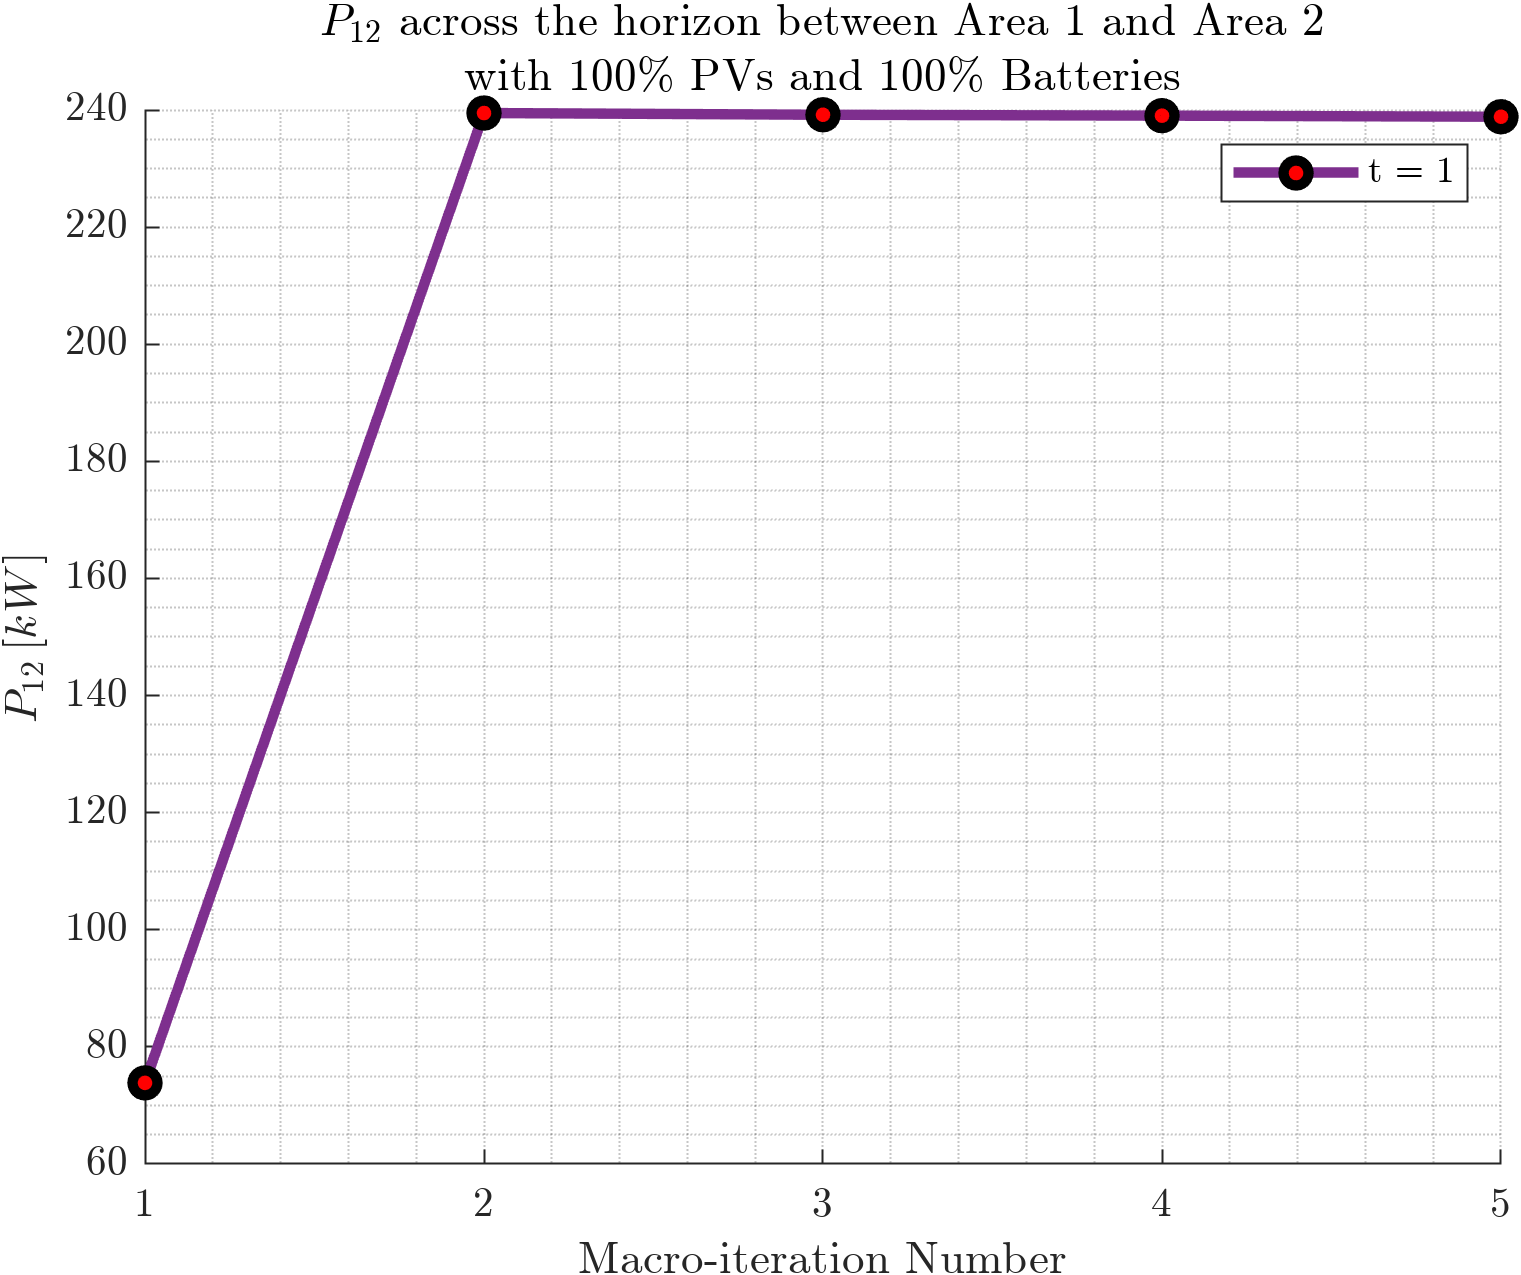 P12 across the horizon between Area 1 and Area 2
with 100% PVs and 100% Batteries
240
220
200
180
160
140
120
100
80
60
P12 [kW]
t = 1
1 2 3 4 5
Macro-iteration Number